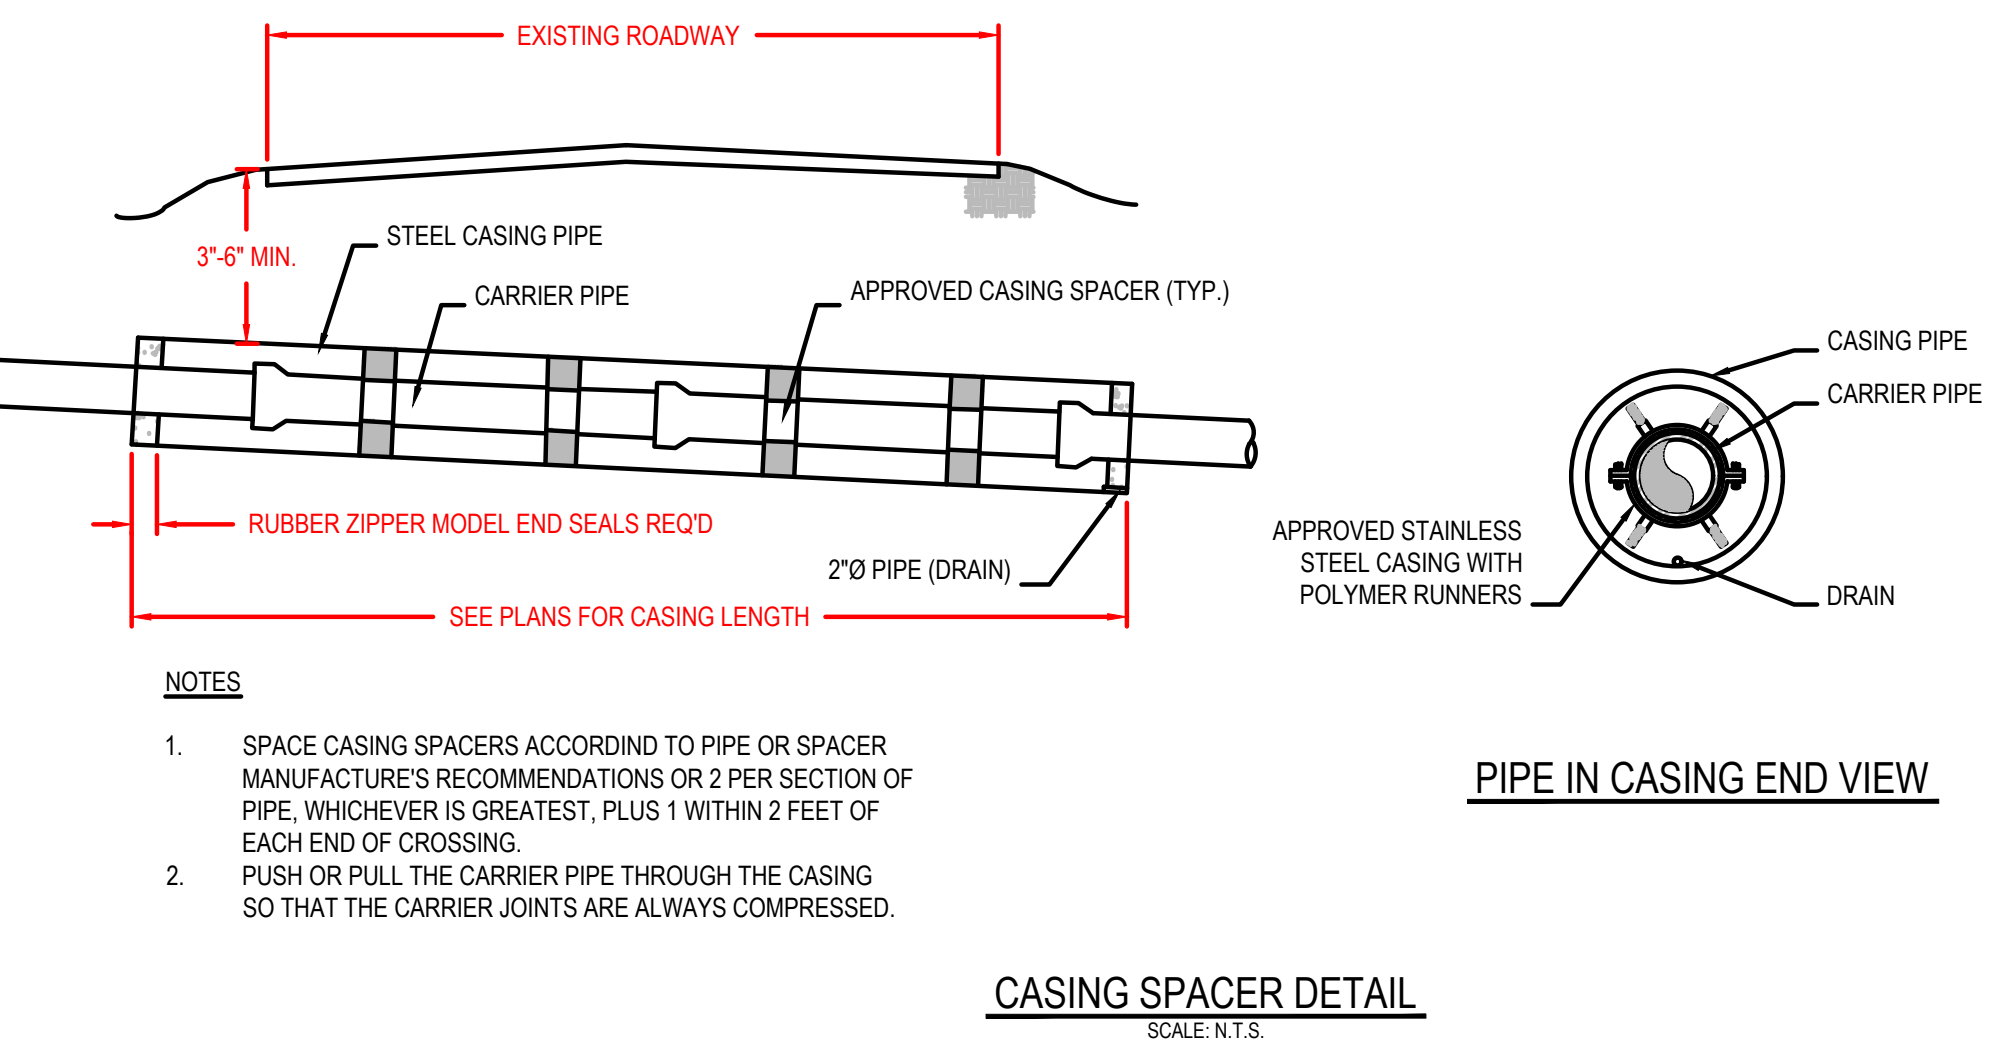 EXISTING ROADWAY
STEEL CASING PIPE
3"-6" MIN.
CARRIER PIPE
APPROVED CASING SPACER (TYP.)
CASING PIPE
CARRIER PIPE
RUBBER ZIPPER MODEL END SEALS REQ'D
APPROVED STAINLESS
STEEL CASING WITH
POLYMER RUNNERS
2"Ø PIPE (DRAIN)
DRAIN
SEE PLANS FOR CASING LENGTH
NOTES
1. SPACE CASING SPACERS ACCORDIND TO PIPE OR SPACER
MANUFACTURE'S RECOMMENDATIONS OR 2 PER SECTION OF
PIPE, WHICHEVER IS GREATEST, PLUS 1 WITHIN 2 FEET OF
EACH END OF CROSSING.
2. PUSH OR PULL THE CARRIER PIPE THROUGH THE CASING
SO THAT THE CARRIER JOINTS ARE ALWAYS COMPRESSED.
PIPE IN CASING END VIEW
CASING SPACER DETAIL
SCALE: N.T.S.